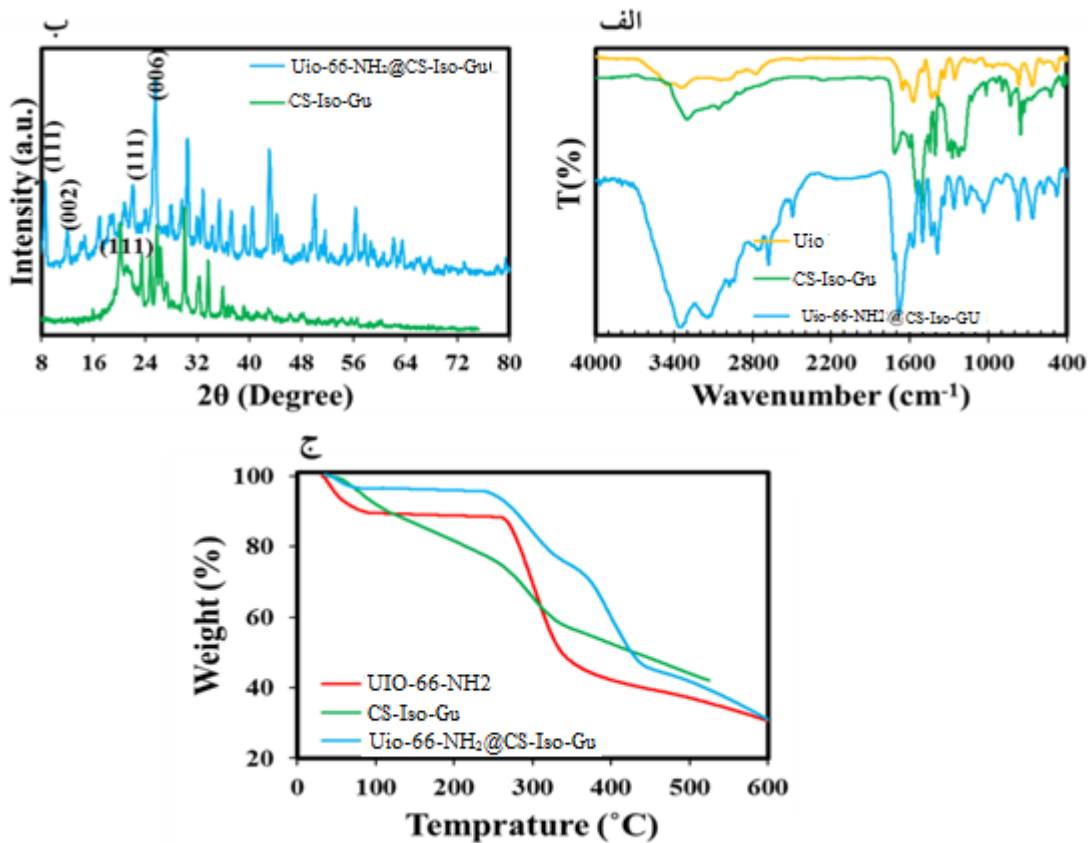 ب
Uio-66-NH₂@CS-Iso-Gu
CS-Iso-Gu
(111)
(002)
(111)
(006)
(111)
Intensity (a.u.)
8 16 24 32 40 48 56 64 72 80
2θ (Degree)
الف
T(%)
Uio
CS-Iso-Gu
Uio-66-NH2@CS-Iso-GU
4000 3400 2800 2200 1600 1000 400
Wavenumber (cm⁻¹)
ج
100
80
60
40
20
Weight (%)
UIO-66-NH2
CS-Iso-Gu
Uio-66-NH₂@CS-Iso-Gu
0 100 200 300 400 500 600
Temprature (˚C)